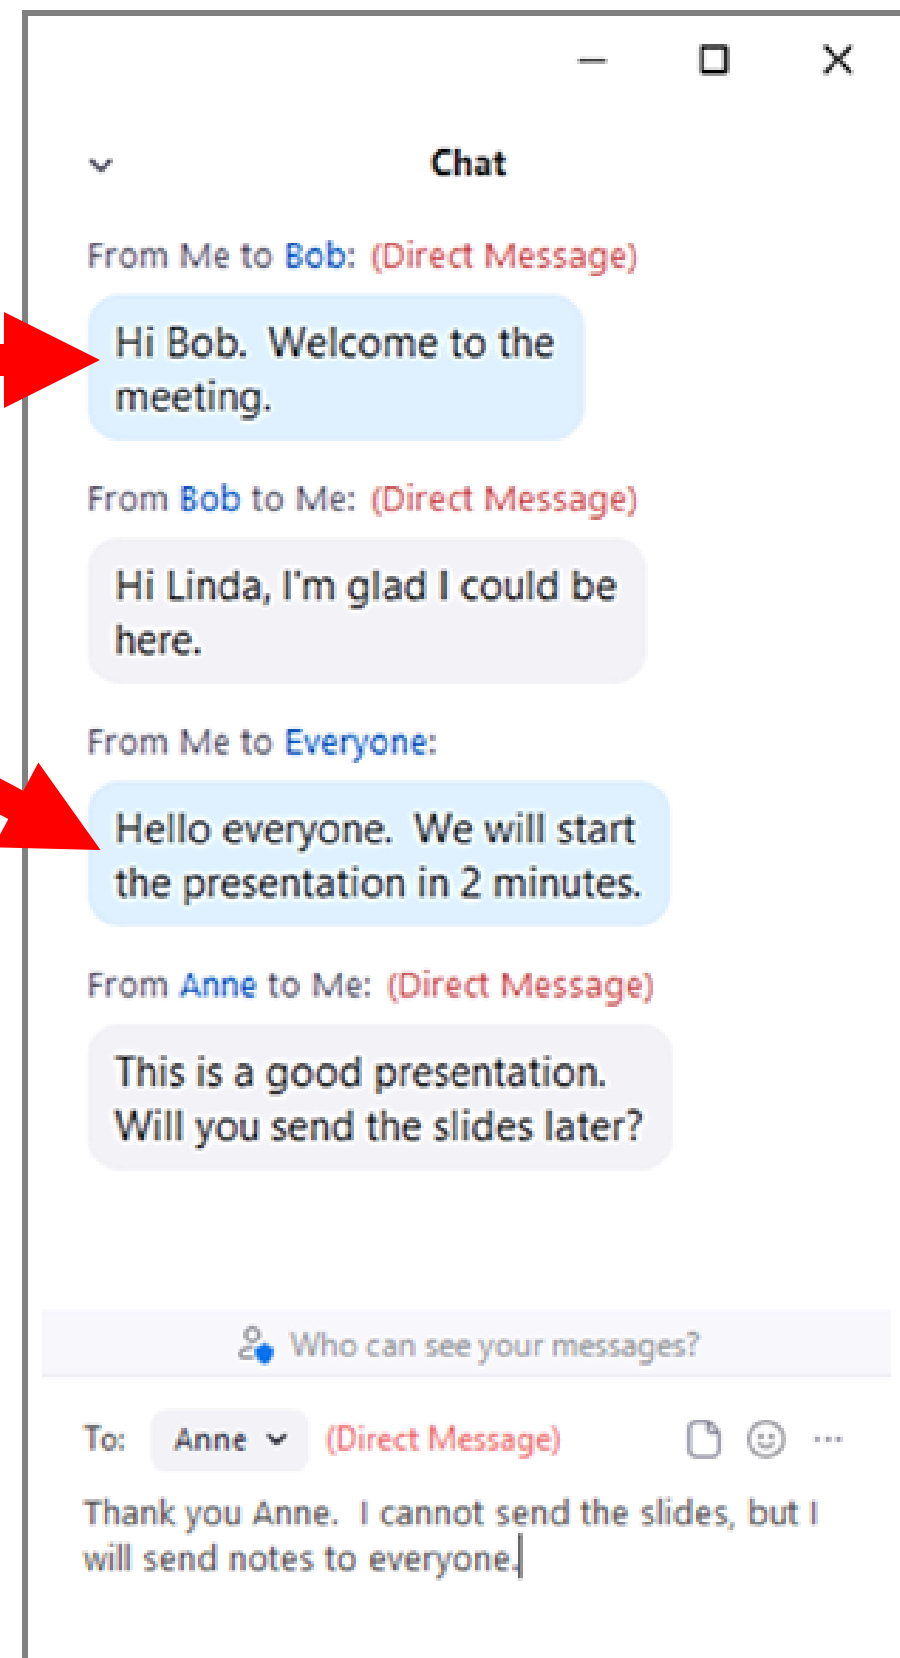 Chat
From Me to Bob: (Direct Message)
Hi Bob.  Welcome to the
meeting.
From Bob to Me: (Direct Message)
Hi Linda, I'm glad I could be
here.
From Me to Everyone:
Hello everyone.  We will start
the presentation in 2 minutes.
From Anne to Me: (Direct Message)
This is a good presentation.
Will you send the slides later?
Who can see your messages?
To: Anne (Direct Message)
Thank you Anne.  I cannot send the slides, but I
will send notes to everyone.